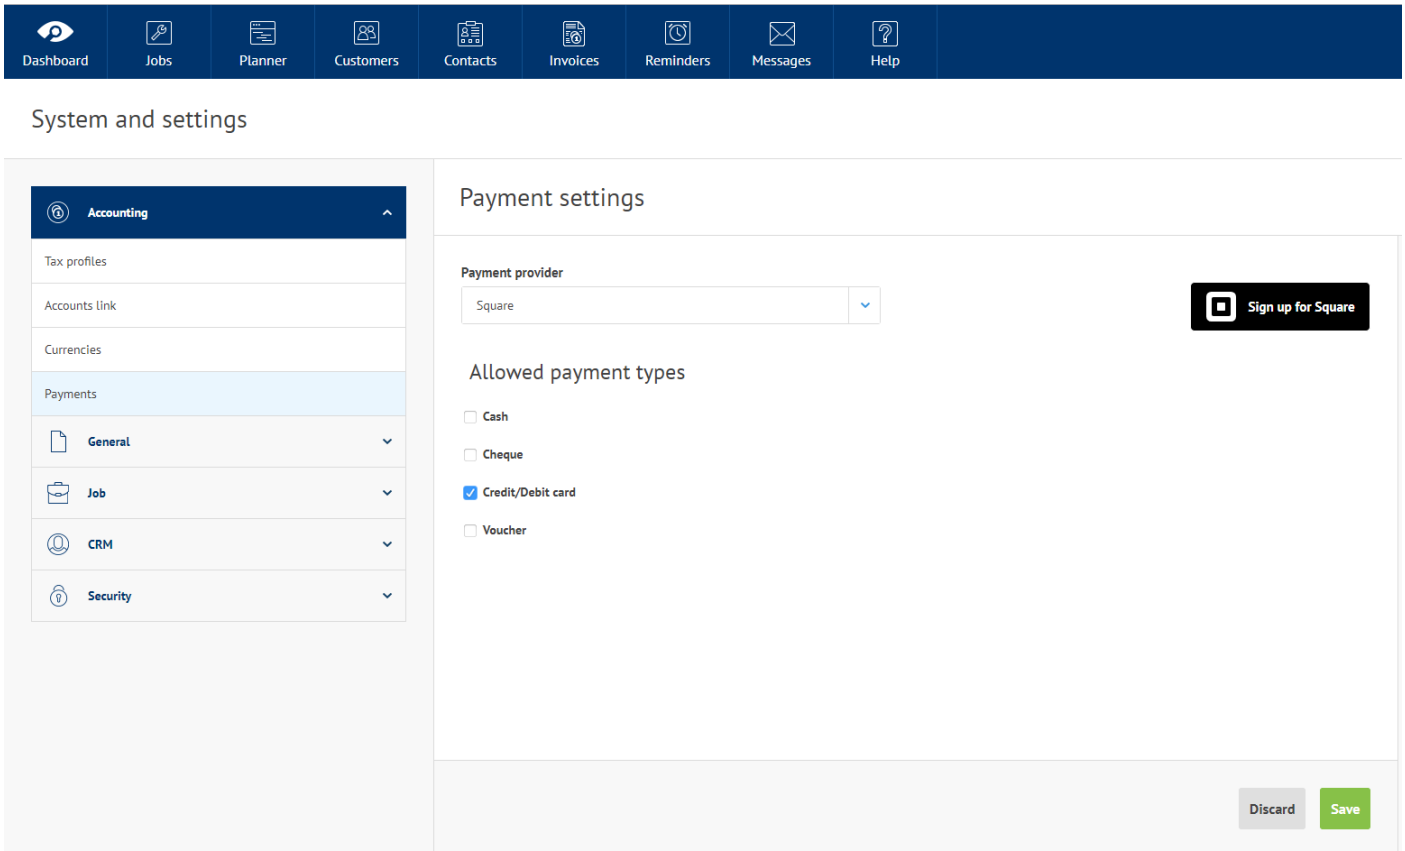 Dashboard
Jobs
Planner
Customers
Contacts
Invoices
Reminders
Messages
Help
System and settings
Accounting
Tax profiles
Accounts link
Currencies
Payments
General
Job
CRM
Security
Payment settings
Payment provider
Square
Sign up for Square
Allowed payment types
Cash
Cheque
Credit/Debit card
Voucher
Discard
Save